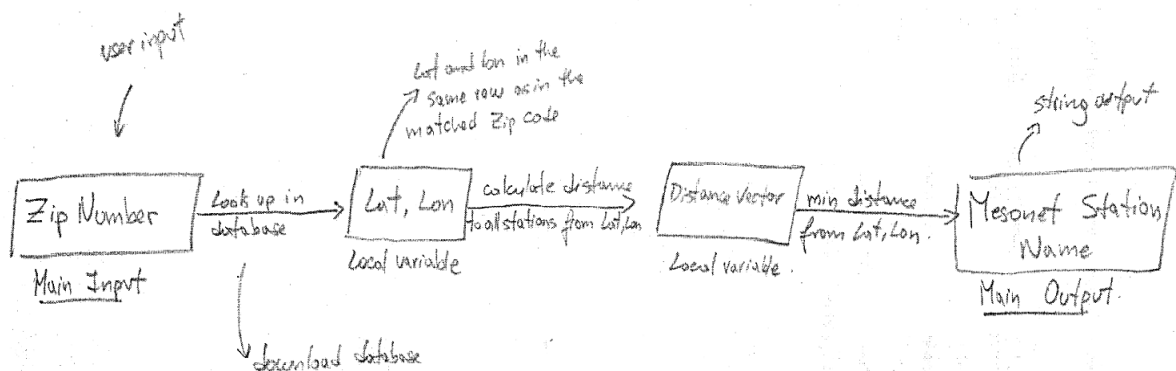 user input
Lat and Lon in the
same row as in the
matched Zip code
string output
Zip Number
Look up in
database
Lat, Lon
calculate distance
to all stations from Lat, Lon
Distance Vector
min distance
from Lat, Lon.
Mesonet Station
Name
Main Input
Local variable
Local variable.
Main Output.
download database